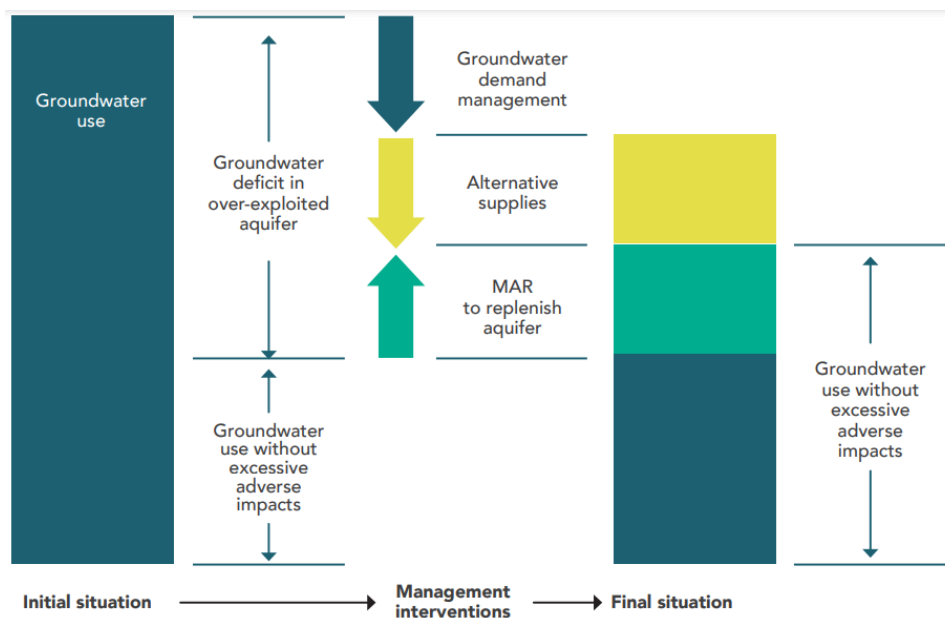 Groundwater
use
Groundwater
deficit in
over-exploited
aquifer
Groundwater
use without
excessive
adverse
impacts
Groundwater
demand
management
Alternative
supplies
MAR
to replenish
aquifer
Groundwater
use without
excessive
adverse
impacts
Initial situation
Management
interventions
Final situation